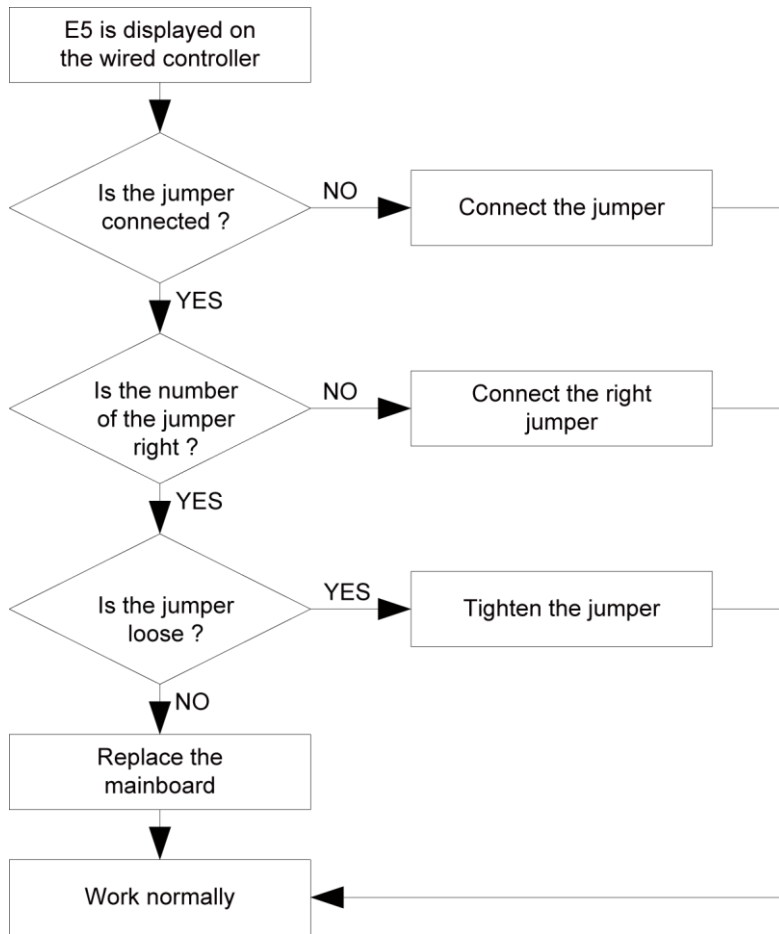 E5 is displayed on
the wired controller
Is the jumper
connected ?
NO
Connect the jumper
YES
Is the number
of the jumper
right ?
NO
Connect the right
jumper
YES
Is the jumper
loose ?
YES
Tighten the jumper
NO
Replace the
mainboard
Work normally